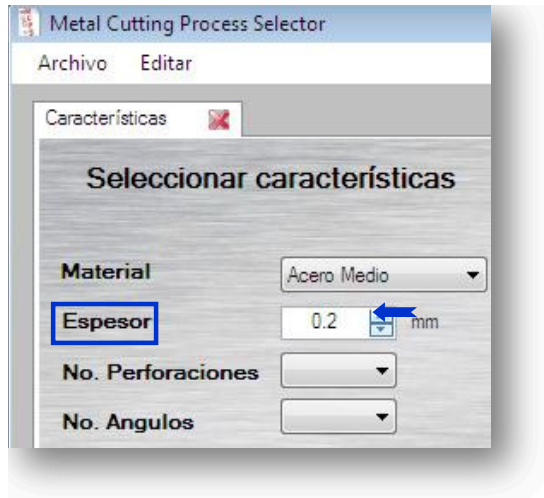 Metal Cutting Process Selector
Archivo Editar
Características
Seleccionar características
Material Acero Medio
Espesor 0.2 mm
No. Perforaciones
No. Angulos